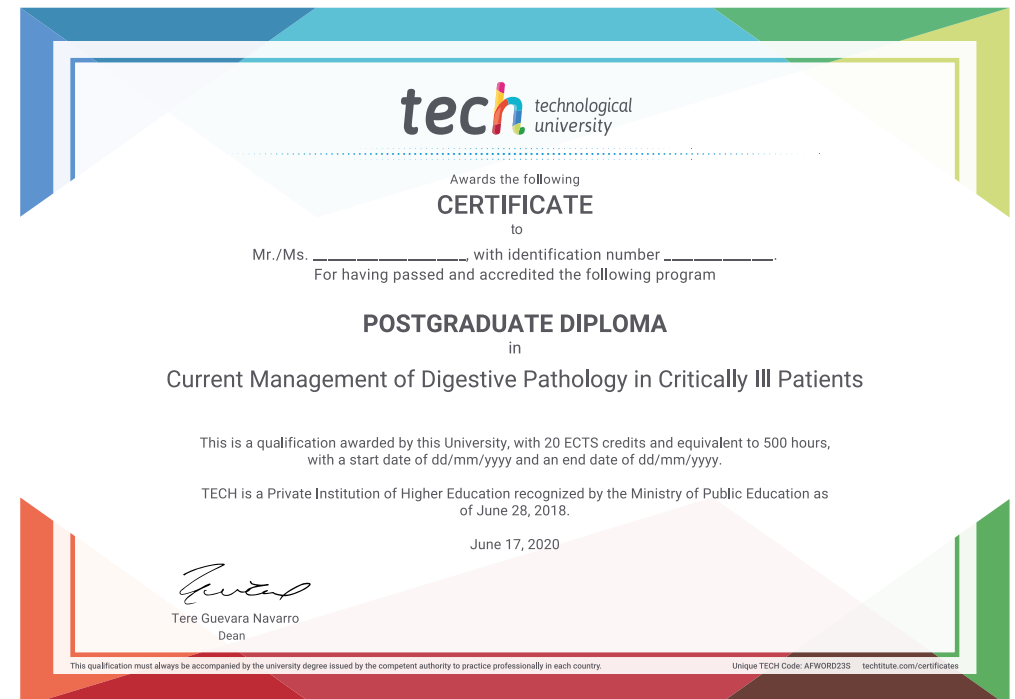 tech technological
university
Awards the following
CERTIFICATE
to
Mr./Ms. __________________, with identification number _____________.
For having passed and accredited the following program
POSTGRADUATE DIPLOMA
in
Current Management of Digestive Pathology in Critically Ill Patients
This is a qualification awarded by this University, with 20 ECTS credits and equivalent to 500 hours,
with a start date of dd/mm/yyyy and an end date of dd/mm/yyyy.
TECH is a Private Institution of Higher Education recognized by the Ministry of Public Education as
of June 28, 2018.
June 17, 2020
Tere Guevara Navarro
Dean
This qualification must always be accompanied by the university degree issued by the competent authority to practice professionally in each country. Unique TECH Code: AFWORD23S techtitute.com/certificates